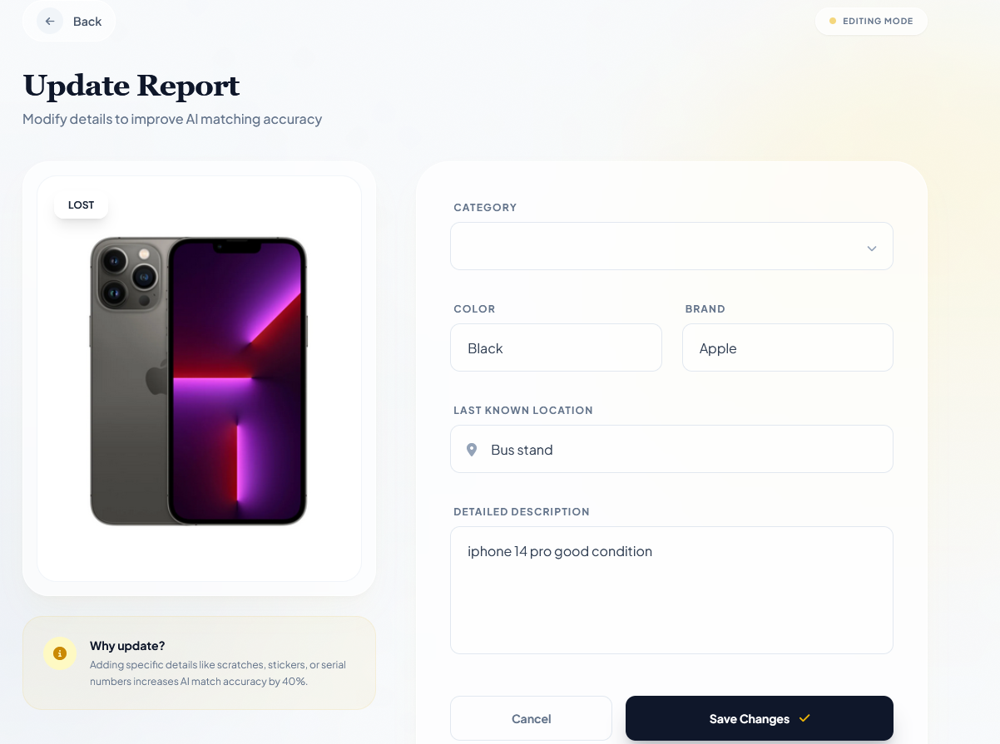 Back
EDITING MODE
Update Report
Modify details to improve AI matching accuracy
LOST
CATEGORY
COLOR
BRAND
Black
Apple
LAST KNOWN LOCATION
Bus stand
DETAILED DESCRIPTION
iphone 14 pro good condition
Why update?
Adding specific details like scratches, stickers, or serial
numbers increases AI match accuracy by 40%.
Cancel
Save Changes